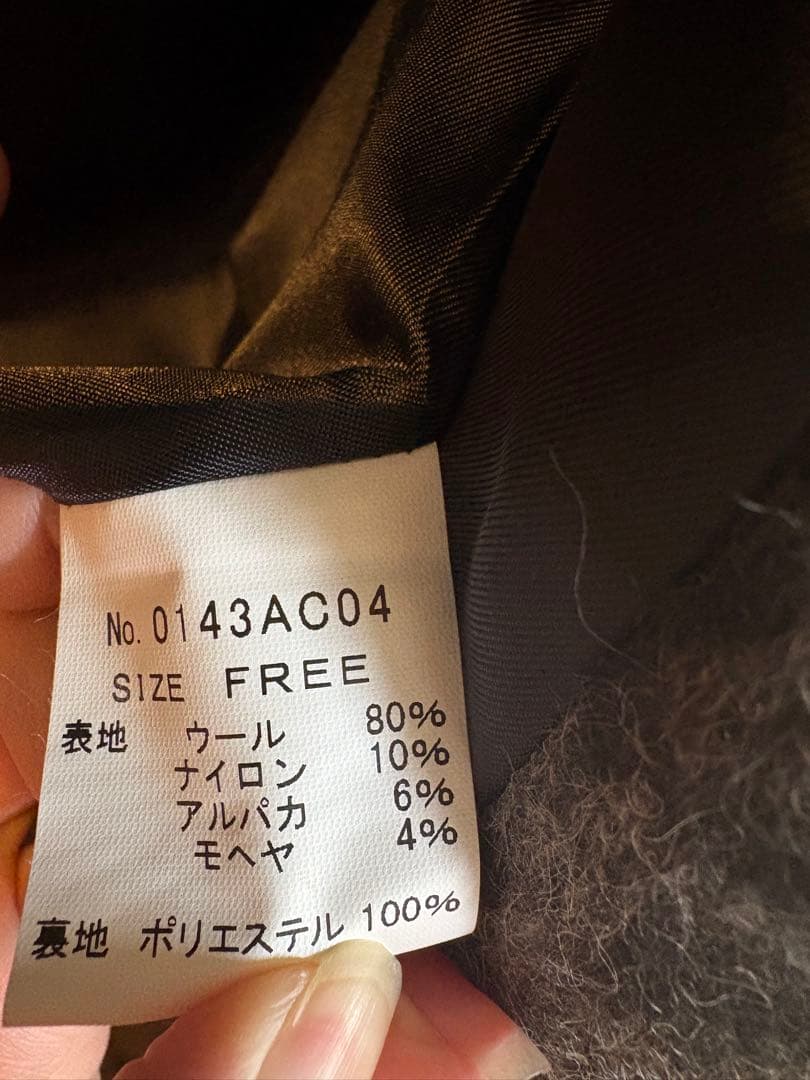 No. 0143AC04
SIZE FREE
表地 ウール 80%
ナイロン 10%
アルパカ 6%
モヘヤ 4%
裏地 ポリエステル 100%